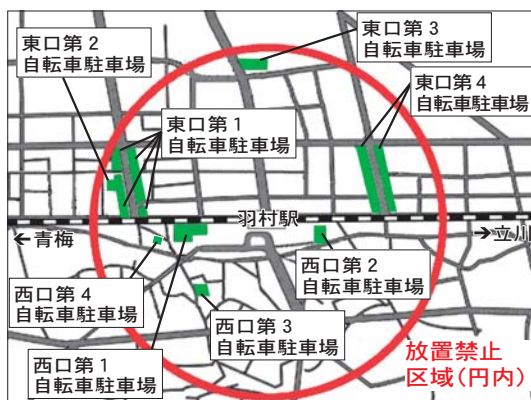 東口第2
自転車駐車場
東口第3
自転車駐車場
東口第1
自転車駐車場
東口第4
自転車駐車場
羽村駅
←青梅
→立川
西口第4
自転車駐車場
西口第2
自転車駐車場
西口第3
自転車駐車場
西口第1
自転車駐車場
放置禁止
区域(円内)